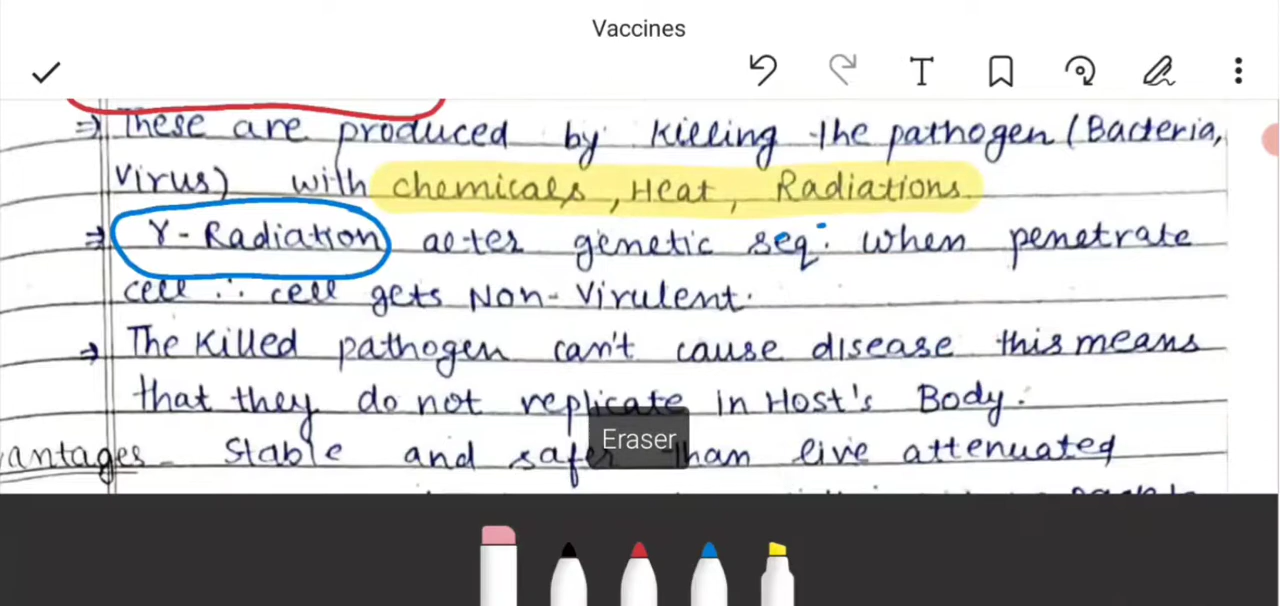 Vaccines
T
⇒ These are produced by killing the pathogen (Bacteria,
Virus) with chemicals, Heat, Radiations.
⇒ γ-Radiation alter genetic seq. when penetrate
cell ∴ cell gets Non-Virulent.
→ The Killed pathogen can't cause disease this means
that they do not replicate in Host's Body.
Eraser
antages - Stable and safer than live attenuated